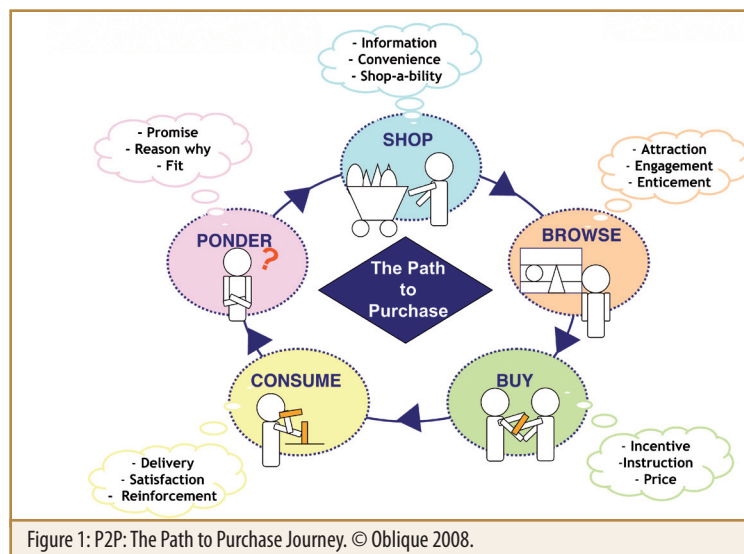 - Information
- Convenience
- Shop-a-bility
SHOP
- Promise
- Reason why
- Fit
PONDER
?
- Attraction
- Engagement
- Enticement
BROWSE
The Path
to
Purchase
CONSUME
BUY
- Delivery
- Satisfaction
- Reinforcement
- Incentive
-Instruction
- Price
Figure 1: P2P: The Path to Purchase Journey. © Oblique 2008.